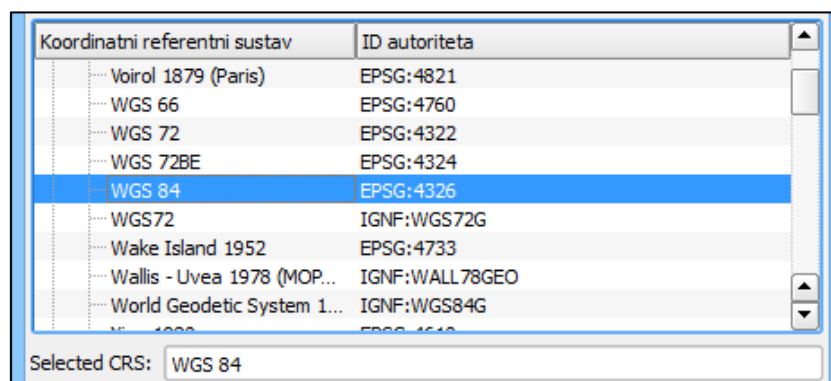 Koordinatni referentni sustav ID autoriteta
Voirol 1879 (Paris) EPSG:4821
WGS 66 EPSG:4760
WGS 72 EPSG:4322
WGS 72BE EPSG:4324
WGS 84 EPSG:4326
WGS72 IGNF:WGS72G
Wake Island 1952 EPSG:4733
Wallis - Uvea 1978 (MOP... IGNF:WALL78GEO
World Geodetic System 1... IGNF:WGS84G
Selected CRS: WGS 84